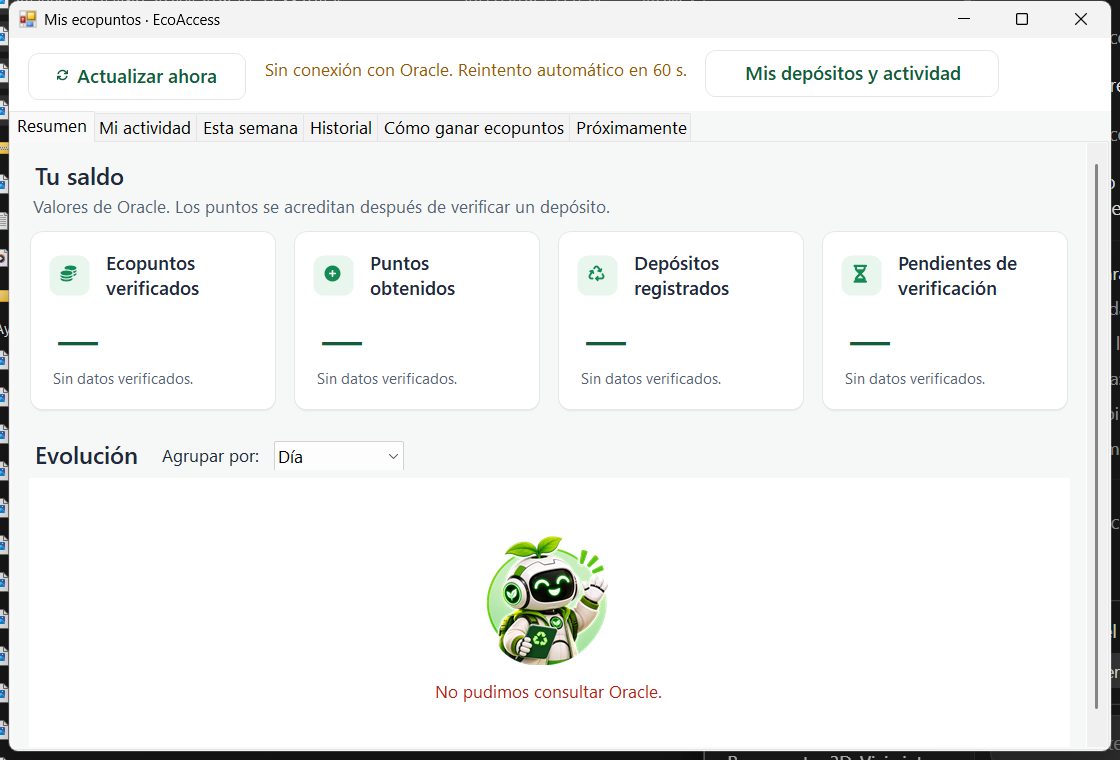 Mis ecopuntos · EcoAccess
Actualizar ahora
Sin conexión con Oracle. Reintento automático en 60 s.
Mis depósitos y actividad
Resumen
Mi actividad
Esta semana
Historial
Cómo ganar ecopuntos
Próximamente
Tu saldo
Valores de Oracle. Los puntos se acreditan después de verificar un depósito.
Ecopuntos
verificados
Sin datos verificados.
Puntos
obtenidos
Sin datos verificados.
Depósitos
registrados
Sin datos verificados.
Pendientes de
verificación
Sin datos verificados.
Evolución
Agrupar por:
Día
No pudimos consultar Oracle.